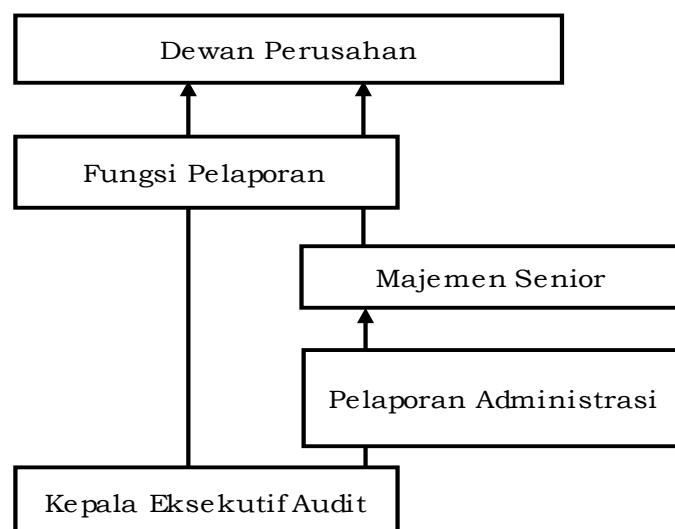 Dewan Perusahan
Fungsi Pelaporan
Majemen Senior
Pelaporan Administrasi
Kepala Eksekutif Audit